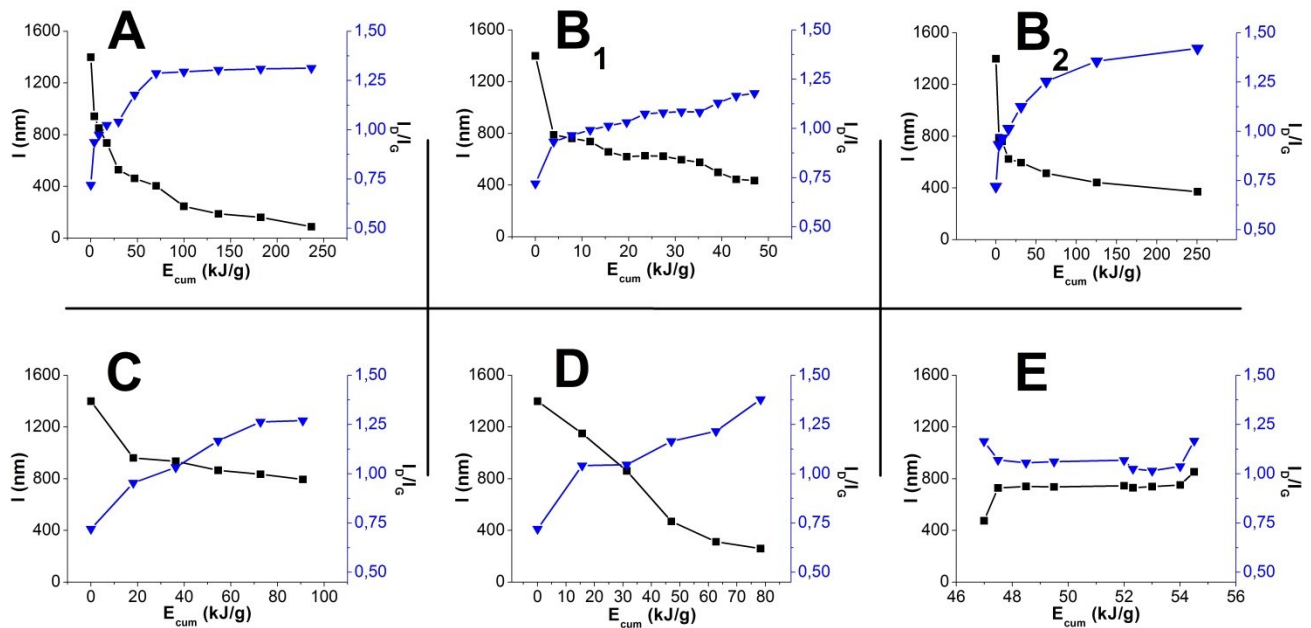 A
1600
1200
800
400
0
l (nm)
0 50 100 150 200 250
E_cum (kJ/g)
1,50
1,25
1,00
0,75
0,50
I_D/I_G
B_1
1600
1200
800
400
0
l (nm)
0 10 20 30 40 50
E_cum (kJ/g)
1,50
1,25
1,00
0,75
0,50
I_D/I_G
B_2
1600
1200
800
400
0
l (nm)
0 50 100 150 200 250
E_cum (kJ/g)
1,50
1,25
1,00
0,75
0,50
I_D/I_G
C
1600
1200
800
400
0
l (nm)
0 20 40 60 80 100
E_cum (kJ/g)
1,50
1,25
1,00
0,75
0,50
I_D/I_G
D
1600
1200
800
400
0
l (nm)
0 10 20 30 40 50 60 70 80
E_cum (kJ/g)
1,50
1,25
1,00
0,75
0,50
I_D/I_G
E
1600
1200
800
400
0
l (nm)
46 48 50 52 54 56
E_cum (kJ/g)
1,50
1,25
1,00
0,75
0,50
I_D/I_G